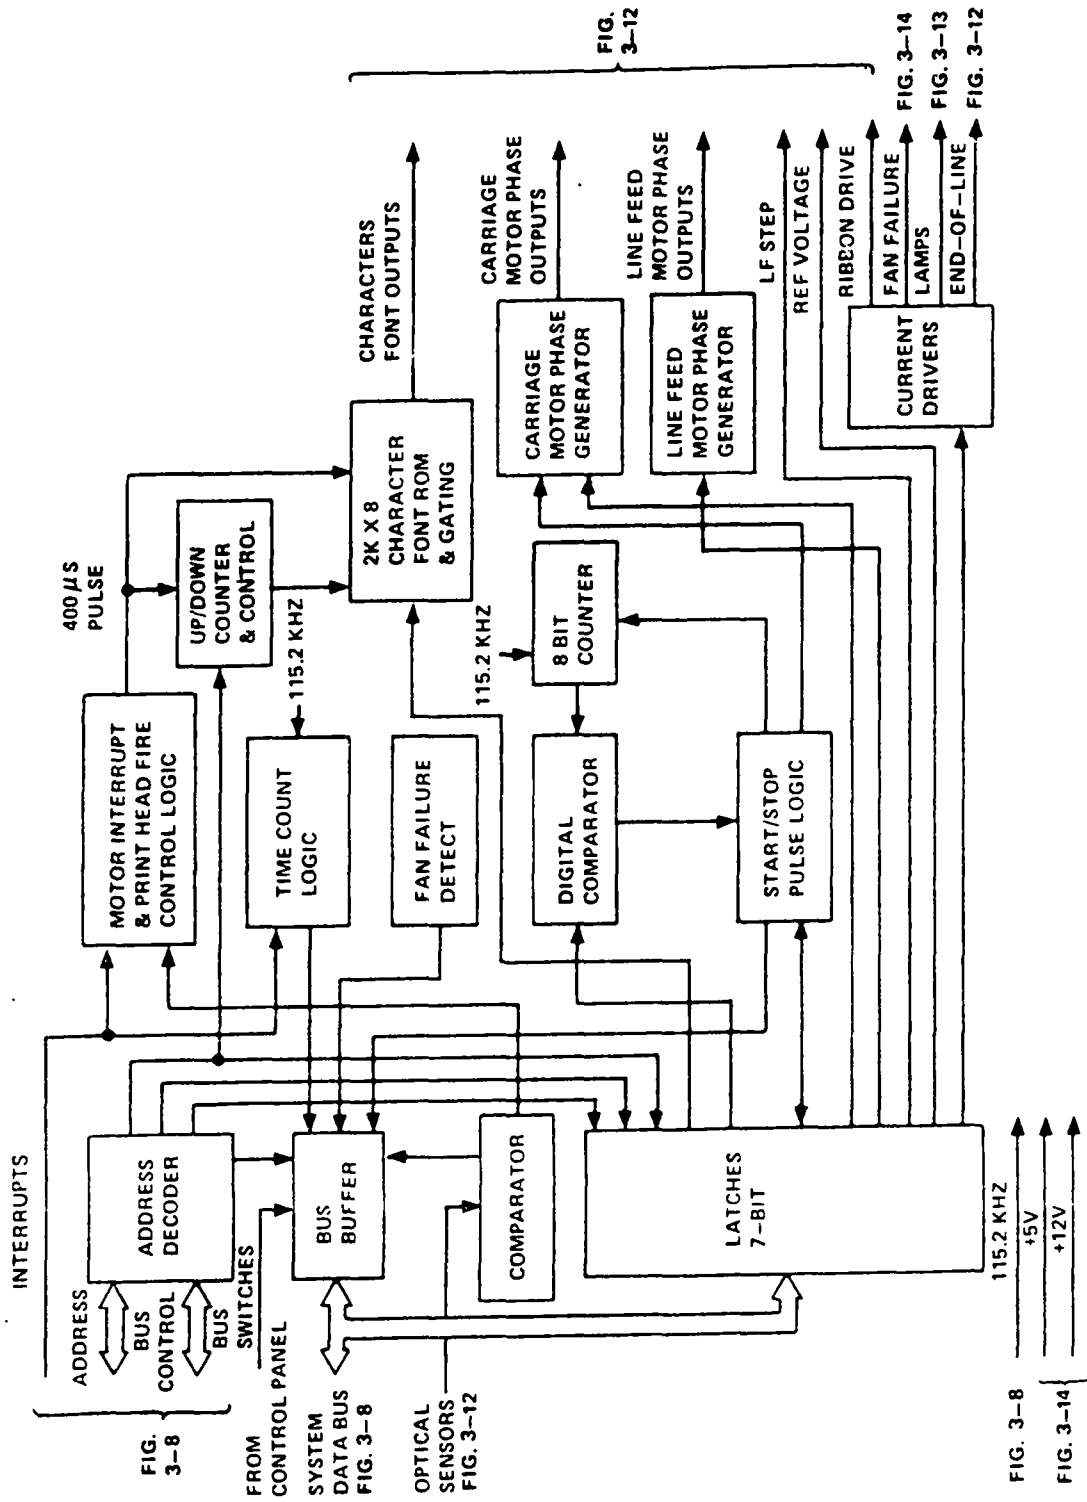 INTERRUPTS
ADDRESS
BUS
CONTROL
BUS
FIG.
3–8
SWITCHES
FROM
CONTROL PANEL
SYSTEM
DATA BUS
FIG. 3–8
OPTICAL
SENSORS
FIG. 3–12
ADDRESS
DECODER
BUS
BUFFER
COMPARATOR
LATCHES
7–BIT
FIG. 3–8
115.2 KHZ
FIG. 3–14
+5V
+12V
MOTOR INTERRUPT
& PRINT HEAD FIRE
CONTROL LOGIC
400 μS
PULSE
UP/DOWN
COUNTER
& CONTROL
TIME COUNT
LOGIC
115.2 KHZ
FAN FAILURE
DETECT
DIGITAL
COMPARATOR
115.2 KHZ
8 BIT
COUNTER
START/STOP
PULSE LOGIC
2K X 8
CHARACTER
FONT ROM
& GATING
CARRIAGE
MOTOR PHASE
GENERATOR
LINE FEED
MOTOR PHASE
GENERATOR
CURRENT
DRIVERS
CHARACTERS
FONT OUTPUTS
CARRIAGE
MOTOR PHASE
OUTPUTS
LINE FEED
MOTOR PHASE
OUTPUTS
LF STEP
REF VOLTAGE
RIBBON DRIVE
FIG.
3–12
FAN FAILURE
FIG. 3–14
LAMPS
FIG. 3–13
END–OF–LINE
FIG. 3–12